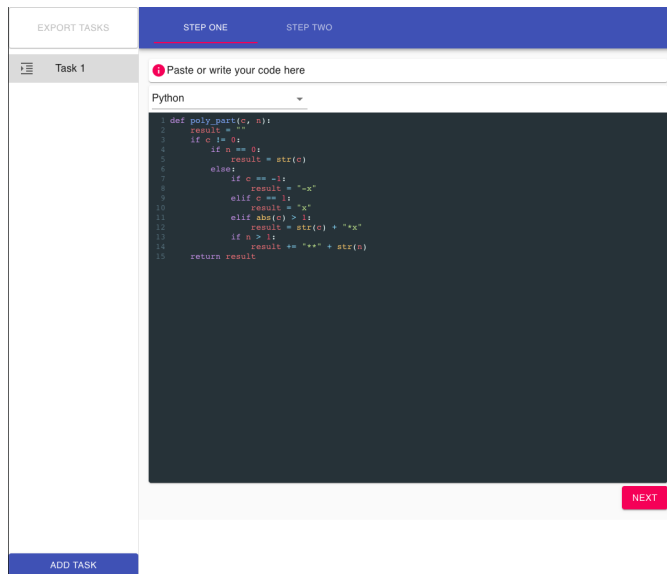 EXPORT TASKS
STEP ONE
STEP TWO
Task 1
Paste or write your code here
Python
1 def poly_part(c, n):
2     result = ""
3     if c != 0:
4         if n == 0:
5             result = str(c)
6         else:
7             if c == -1:
8                 result = "-x"
9             elif c == 1:
10                 result = "x"
11             elif abs(c) > 1:
12                 result = str(c) + "*x"
13             if n > 1:
14                 result += "**" + str(n)
15     return result
NEXT
ADD TASK